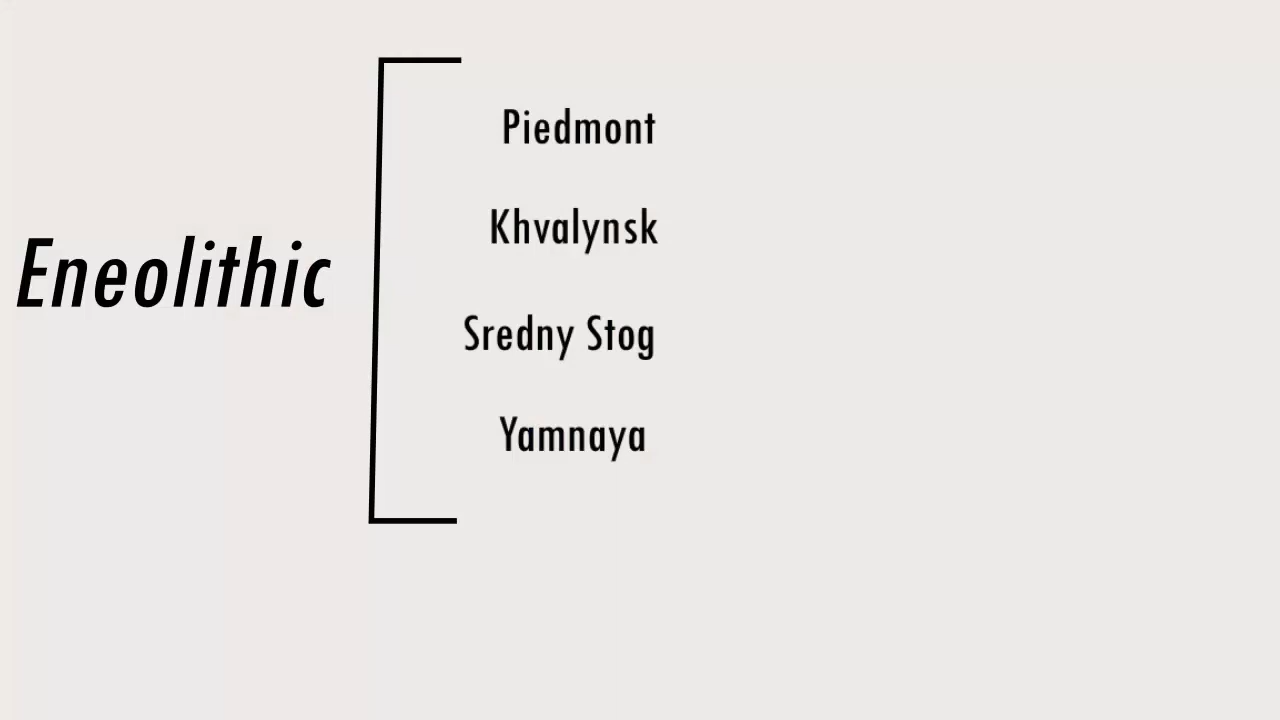 Eneolithic
Piedmont
Khvalynsk
Sredny Stog
Yamnaya